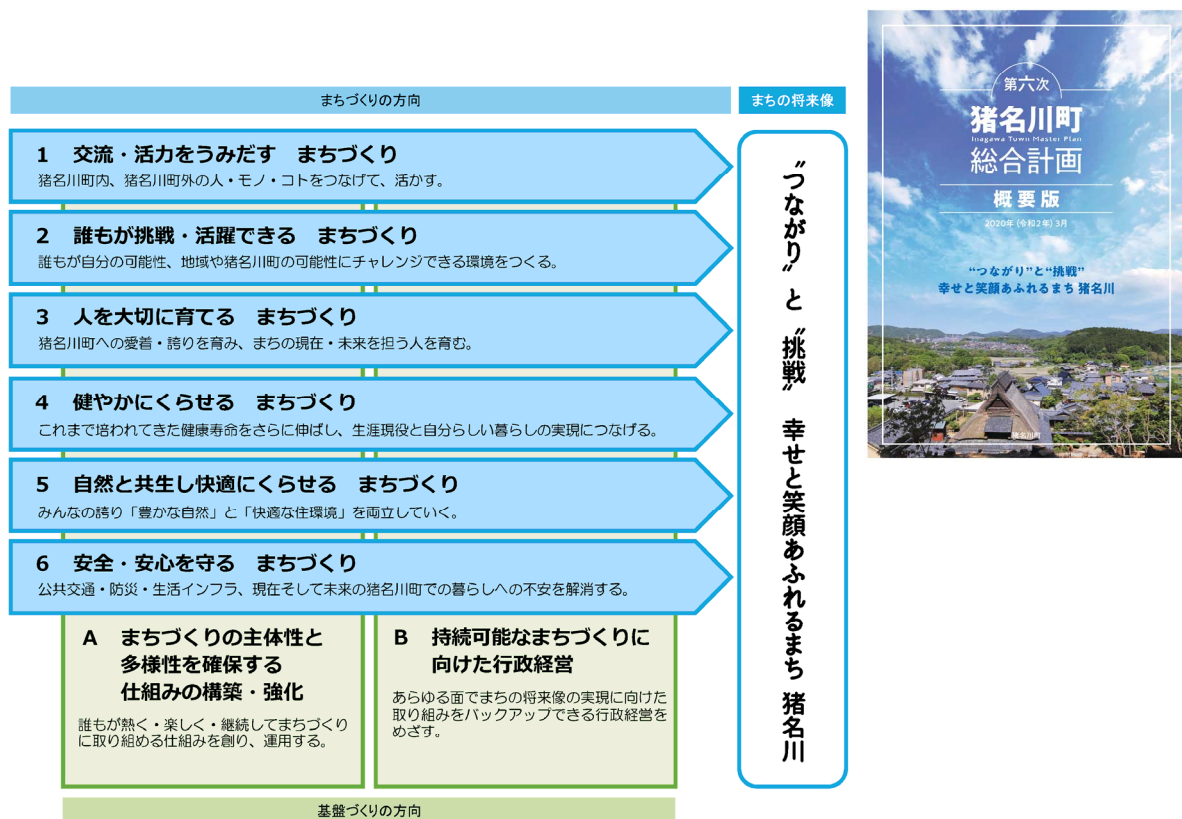 まちづくりの方向
まちの将来像
1 交流・活力をうみだす まちづくり
猪名川町内、猪名川町外の人・モノ・コトをつなげて、活かす。
2 誰もが挑戦・活躍できる まちづくり
誰もが自分の可能性、地域や猪名川町の可能性にチャレンジできる環境をつくる。
3 人を大切に育てる まちづくり
猪名川町への愛着・誇りを育み、まちの現在・未来を担う人を育む。
4 健やかにくらせる まちづくり
これまで培われてきた健康寿命をさらに伸ばし、生涯現役と自分らしい暮らしの実現につなげる。
5 自然と共生し快適にくらせる まちづくり
みんなの誇り「豊かな自然」と「快適な住環境」を両立していく。
6 安全・安心を守る まちづくり
公共交通・防災・生活インフラ、現在そして未来の猪名川町での暮らしへの不安を解消する。
A まちづくりの主体性と
多様性を確保する
仕組みの構築・強化
誰もが熱く・楽しく・継続してまちづくり
に取り組める仕組みを創り、運用する。
B 持続可能なまちづくりに
向けた行政経営
あらゆる面でまちの将来像の実現に向けた
取り組みをバックアップできる行政経営を
めざす。
基盤づくりの方向
“つながり”と“挑戦” 幸せと笑顔あふれるまち 猪名川
第六次
猪名川町
Inagawa Town Master Plan
総合計画
概要版
2020年(令和2年)3月
“つながり”と“挑戦”
幸せと笑顔あふれるまち 猪名川
猪名川町